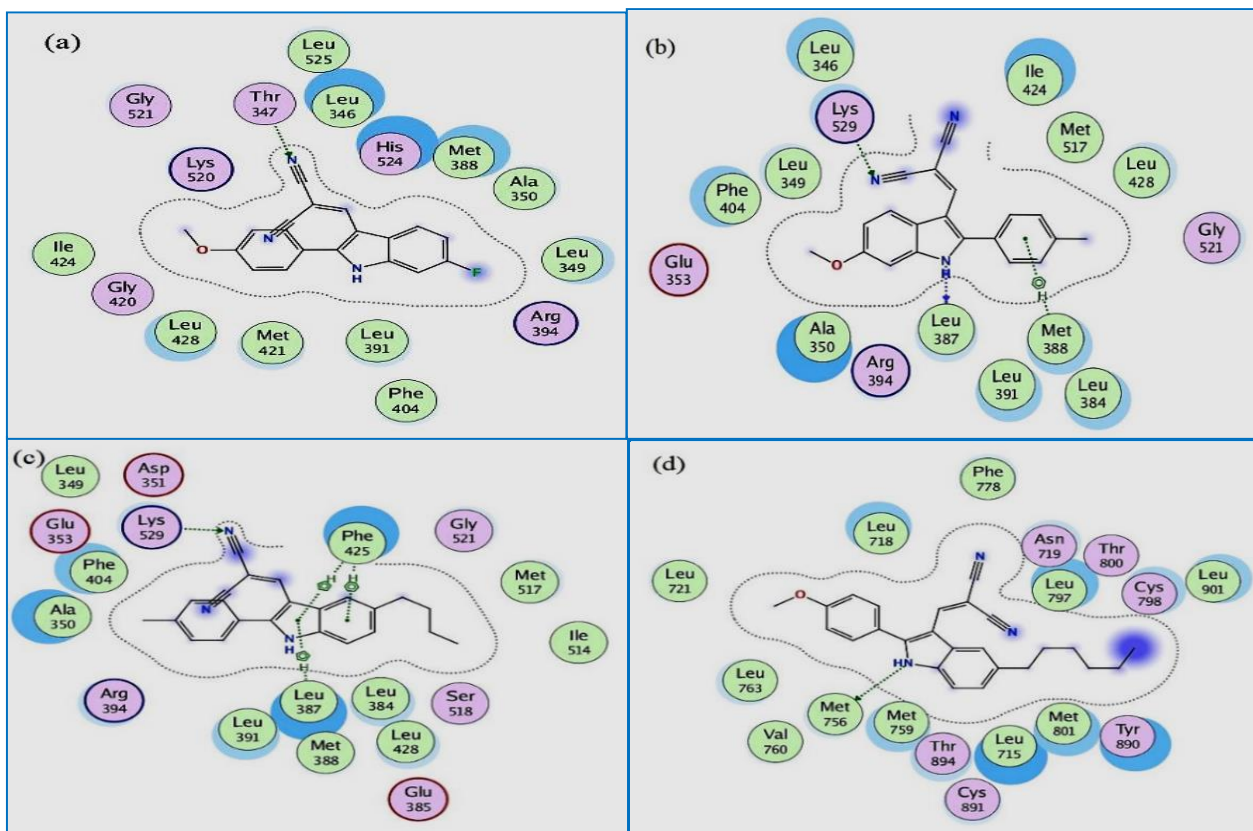 (a)
Leu
525
Gly
521
Thr
347
Leu
346
His
524
Met
388
Lys
520
Ala
350
N
N
O
N
H
F
Ile
424
Gly
420
Leu
349
Arg
394
Leu
428
Met
421
Leu
391
Phe
404
(b)
Leu
346
Ile
424
Lys
529
N
Met
517
Leu
349
N
Leu
428
Phe
404
Gly
521
Glu
353
O
N
H
H
Ala
350
Leu
387
Met
388
Arg
394
Leu
391
Leu
384
(c)
Leu
349
Asp
351
Glu
353
Lys
529
N
Phe
425
Gly
521
Phe
404
H
H
Met
517
Ala
350
N
N
H
H
Ile
514
Arg
394
Leu
387
Leu
384
Ser
518
Leu
391
Met
388
Leu
428
Glu
385
(d)
Phe
778
Leu
718
Asn
719
Thr
800
Leu
721
N
Leu
797
Cys
798
Leu
901
O
N
HN
Leu
763
Met
756
Met
759
Met
801
Tyr
890
Val
760
Thr
894
Leu
715
Cys
891